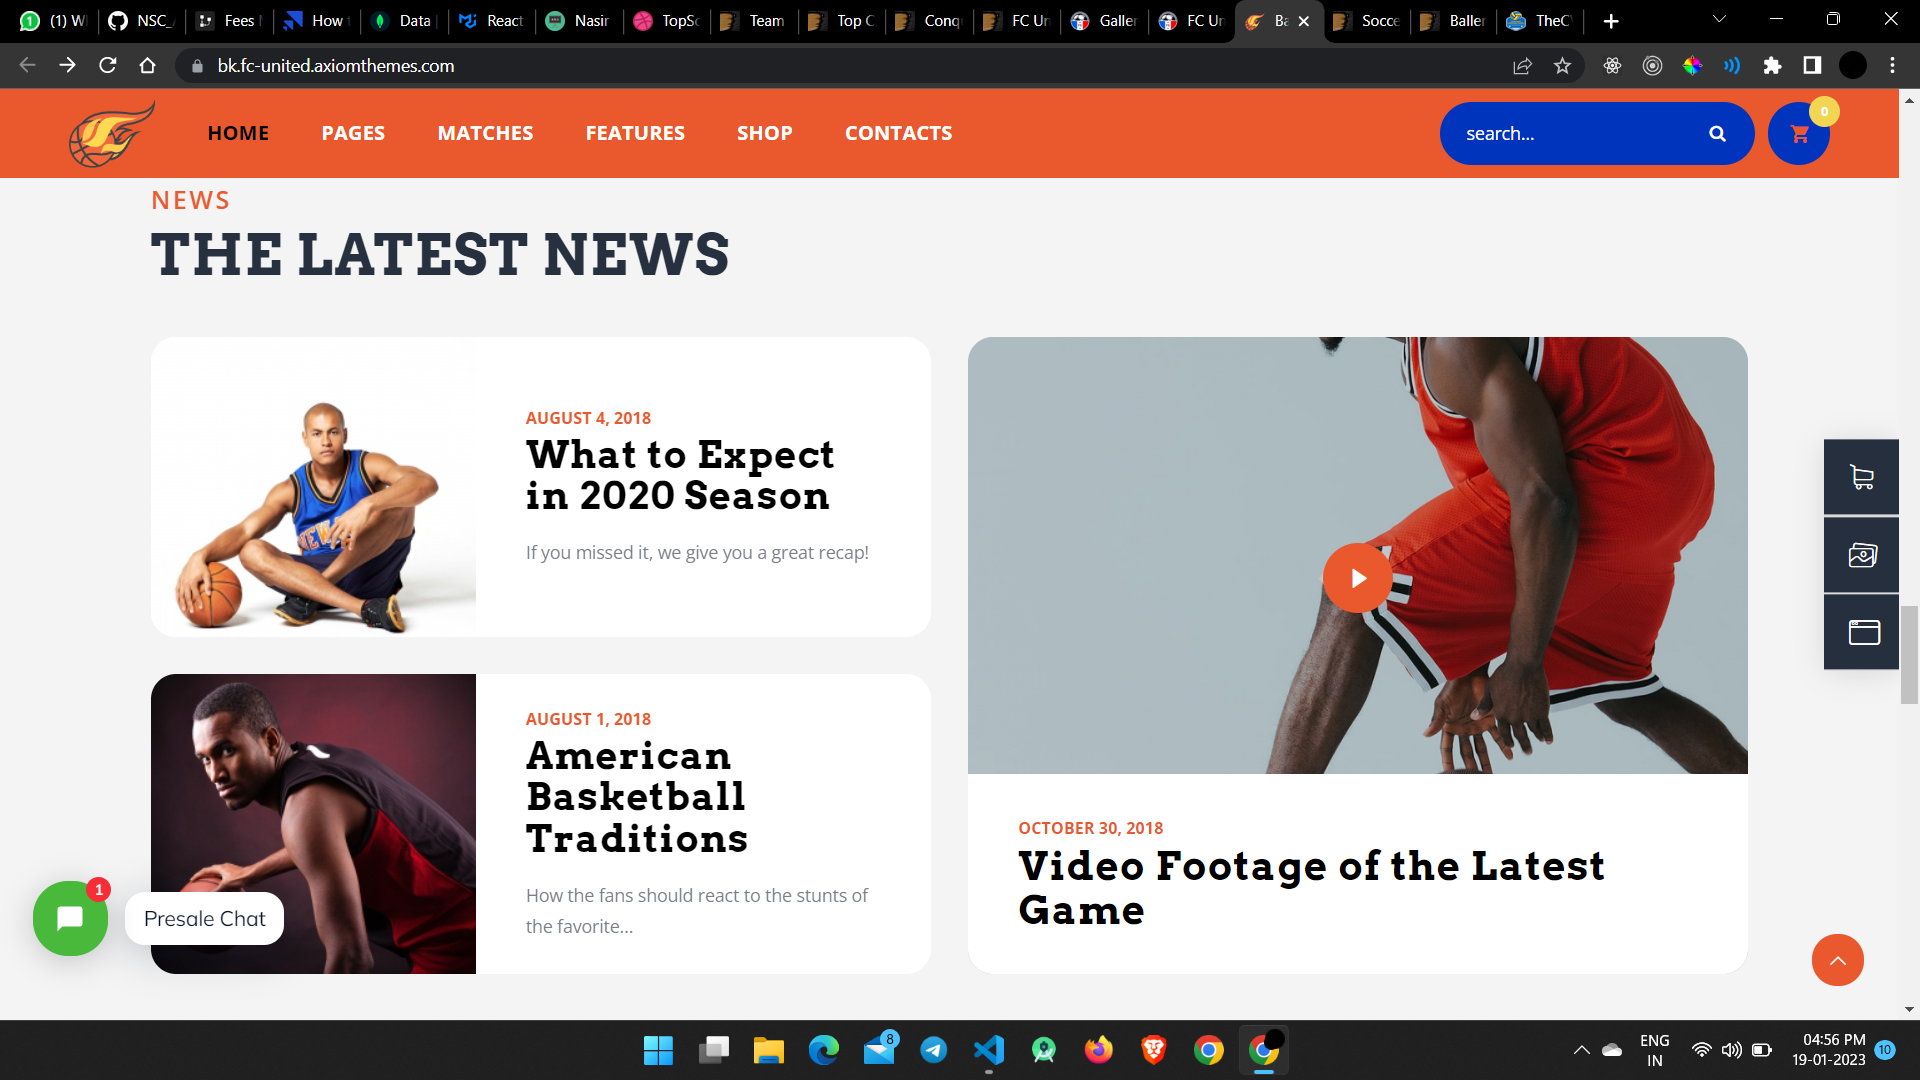 (1) W
NSC_
Fees
How
Data
React
Nasir
TopSc
Team
Top C
Conq
FC Un
Galler
FC Un
Ba
Socce
Baller
TheC
bk.fc-united.axiomthemes.com
HOME
PAGES
MATCHES
FEATURES
SHOP
CONTACTS
search...
0
NEWS
THE LATEST NEWS
AUGUST 4, 2018
What to Expect
in 2020 Season
If you missed it, we give you a great recap!
NEW
AUGUST 1, 2018
American
Basketball
Traditions
How the fans should react to the stunts of
the favorite...
OCTOBER 30, 2018
Video Footage of the Latest
Game
1
Presale Chat
8
ENG
IN
04:56 PM
19-01-2023
10